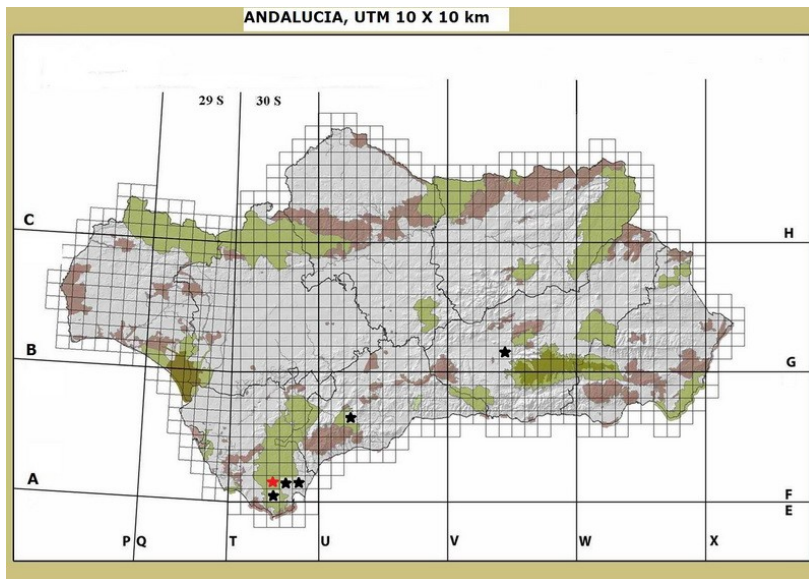 ANDALUCIA, UTM 10 X 10 km
29 S 30 S
C H
B G
A F
E
P Q T U V W X